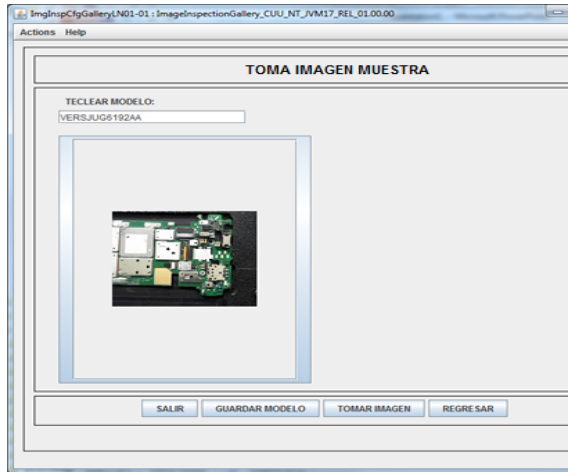 ImgInspCfgGalleryLN01-01 : ImageInspectionGallery_CUU_NT_JVM17_REL_01.00.00
Actions Help
TOMA IMAGEN MUESTRA
TECLEAR MODELO:
VERSJUG6192AA
SALIR GUARDAR MODELO TOMAR IMAGEN REGRESAR